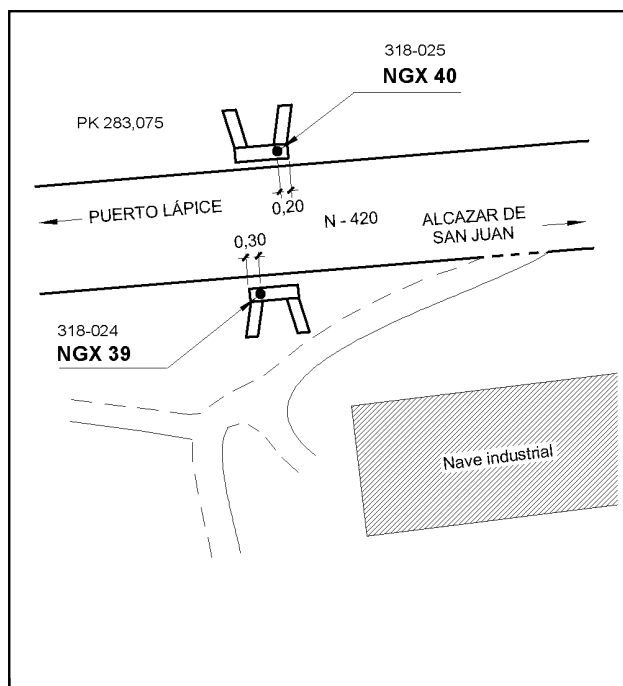 318-025
NGX 40
PK 283,075
PUERTO LÁPICE
0,20
N - 420
ALCAZAR DE
SAN JUAN
0,30
318-024
NGX 39
Nave industrial